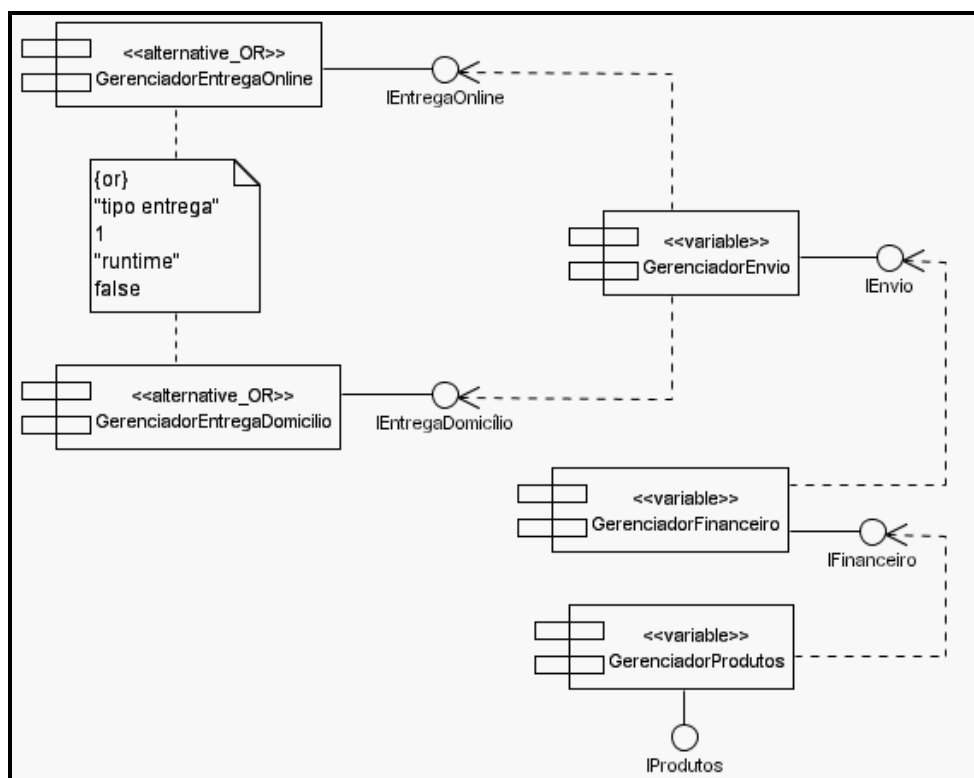 <<alternative_OR>>
GerenciadorEntregaOnline
IEntregaOnline
{or}
"tipo entrega"
1
"runtime"
false
<<variable>>
GerenciadorEnvio
IEnvio
<<alternative_OR>>
GerenciadorEntregaDomicilio
IEntregaDomicílio
<<variable>>
GerenciadorFinanceiro
IFinanceiro
<<variable>>
GerenciadorProdutos
IProdutos